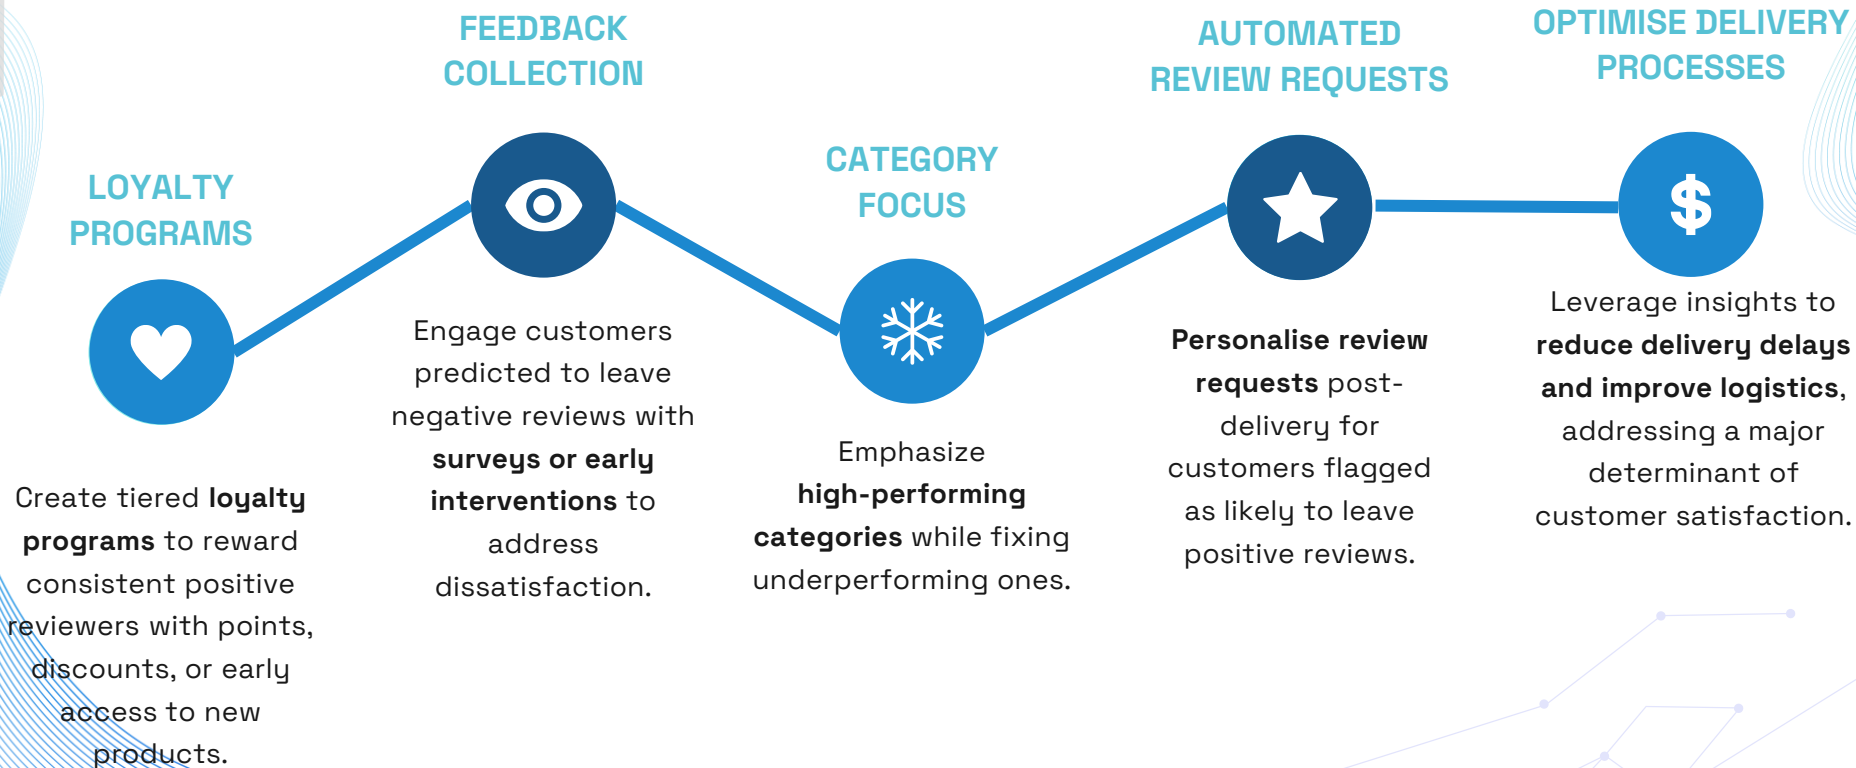 LOYALTY
PROGRAMS
Create tiered loyalty
programs to reward
consistent positive
reviewers with points,
discounts, or early
access to new
products.
FEEDBACK
COLLECTION
Engage customers
predicted to leave
negative reviews with
surveys or early
interventions to
address
dissatisfaction.
CATEGORY
FOCUS
Emphasize
high-performing
categories while fixing
underperforming ones.
AUTOMATED
REVIEW REQUESTS
Personalise review
requests post-
delivery for
customers flagged
as likely to leave
positive reviews.
OPTIMISE DELIVERY
PROCESSES
$
Leverage insights to
reduce delivery delays
and improve logistics,
addressing a major
determinant of
customer satisfaction.